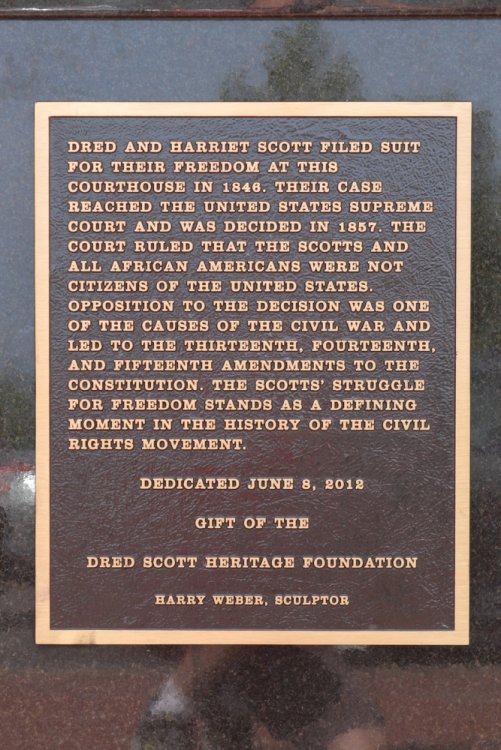 DRED AND HARRIET SCOTT FILED SUIT
FOR THEIR FREEDOM AT THIS
COURTHOUSE IN 1846. THEIR CASE
REACHED THE UNITED STATES SUPREME
COURT AND WAS DECIDED IN 1857. THE
COURT RULED THAT THE SCOTTS AND
ALL AFRICAN AMERICANS WERE NOT
CITIZENS OF THE UNITED STATES.
OPPOSITION TO THE DECISION WAS ONE
OF THE CAUSES OF THE CIVIL WAR AND
LED TO THE THIRTEENTH, FOURTEENTH,
AND FIFTEENTH AMENDMENTS TO THE
CONSTITUTION. THE SCOTTS' STRUGGLE
FOR FREEDOM STANDS AS A DEFINING
MOMENT IN THE HISTORY OF THE CIVIL
RIGHTS MOVEMENT.
DEDICATED JUNE 8, 2012
GIFT OF THE
DRED SCOTT HERITAGE FOUNDATION
HARRY WEBER, SCULPTOR